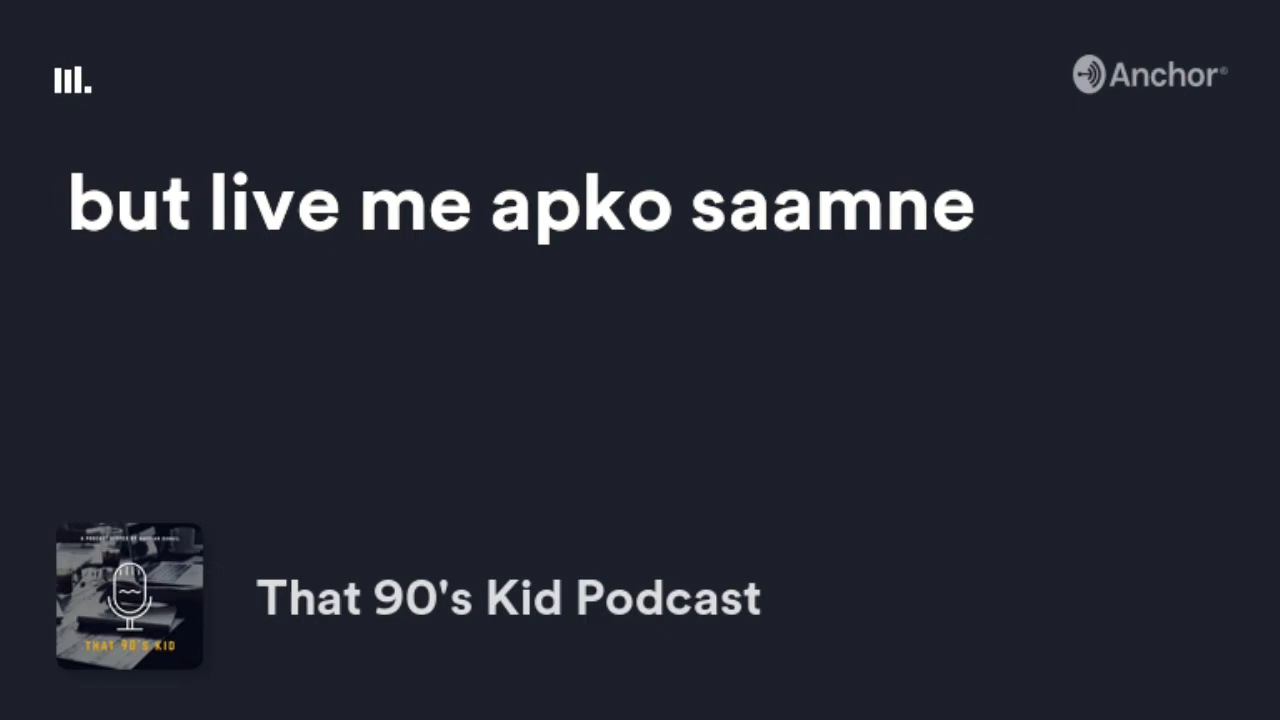 Anchor
but live me apko saamne
That 90's Kid Podcast
THAT 90'S KID